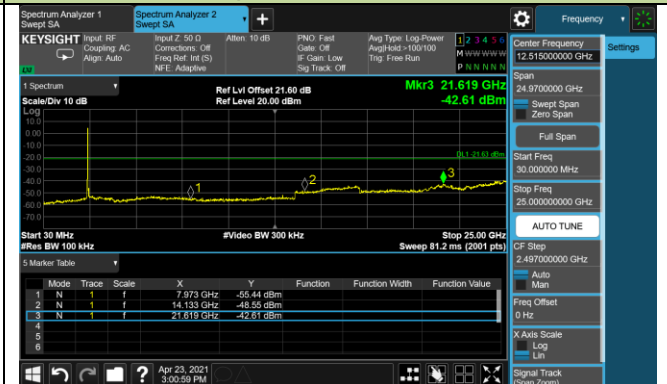 Spectrum Analyzer 1
Swept SA
Spectrum Analyzer 2
Swept SA
+
Frequency
KEYSIGHT
Input: RF
Coupling: AC
Align: Auto
Input Z: 50 Ω
Corrections: Off
Freq Ref: Int (S)
NFE: Adaptive
Atten: 10 dB
PNO: Fast
Gate: Off
IF Gain: Low
Sig Track: Off
Avg Type: Log-Power
Avg|Hold:>100/100
Trig: Free Run
1 2 3 4 5 6
M W W W W W
P N N N N N
LXI
1 Spectrum
Scale/Div 10 dB
Ref Lvl Offset 21.60 dB
Ref Level 20.00 dBm
Mkr3 21.619 GHz
-42.61 dBm
Log
10.0
0.00
-10.0
-20.0
-30.0
-40.0
-50.0
-60.0
-70.0
DL1 -21.63 dBm
1
2
3
Start 30 MHz
#Res BW 100 kHz
#Video BW 300 kHz
Stop 25.00 GHz
Sweep 81.2 ms (2001 pts)
5 Marker Table
Mode Trace Scale X Y Function Function Width Function Value
1 N 1 f 7.973 GHz -55.44 dBm
2 N 1 f 14.133 GHz -48.55 dBm
3 N 1 f 21.619 GHz -42.61 dBm
4
5
6
?
Apr 23, 2021
3:00:59 PM
Center Frequency
12.515000000 GHz
Settings
Span
24.9700000 GHz
Swept Span
Zero Span
Full Span
Start Freq
30.000000 MHz
Stop Freq
25.000000000 GHz
AUTO TUNE
CF Step
2.497000000 GHz
Auto
Man
Freq Offset
0 Hz
X Axis Scale
Log
Lin
Signal Track
(Span Zoom)